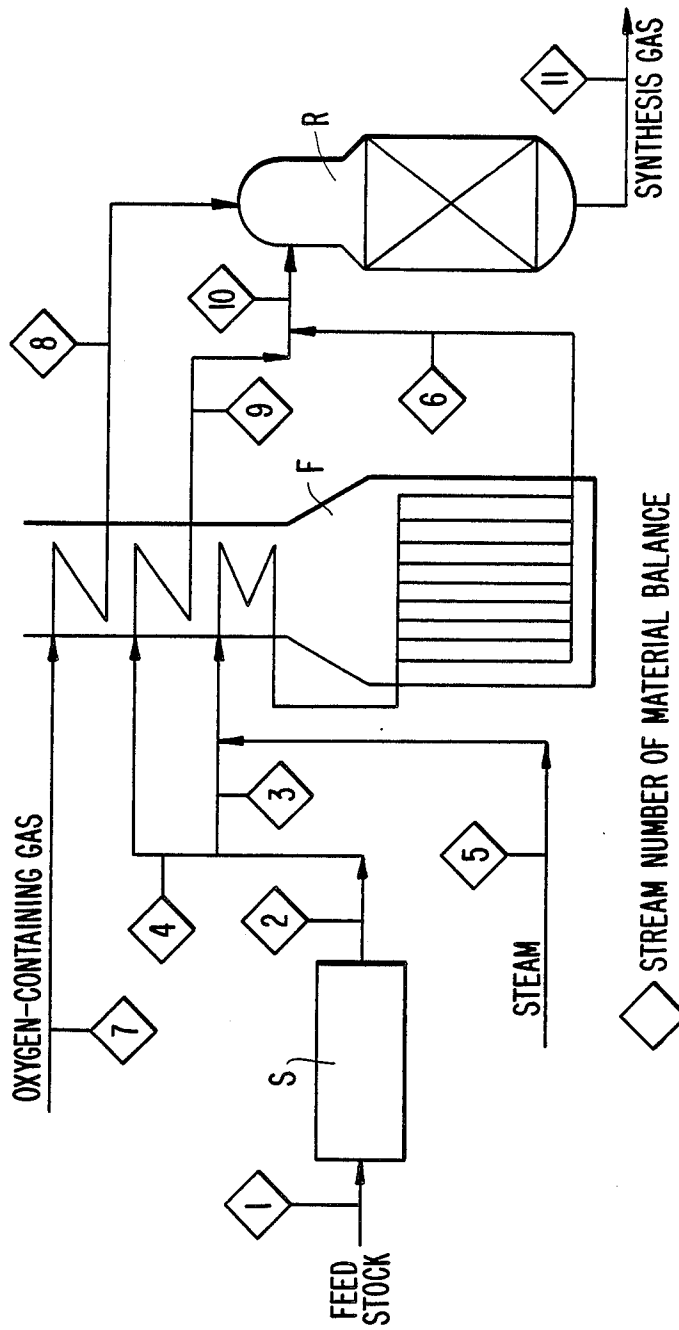 OXYGEN-CONTAINING GAS
7
8
4
9
10
R
F
3
6
2
S
1
FEED
STOCK
5
STEAM
11
SYNTHESIS GAS
STREAM NUMBER OF MATERIAL BALANCE